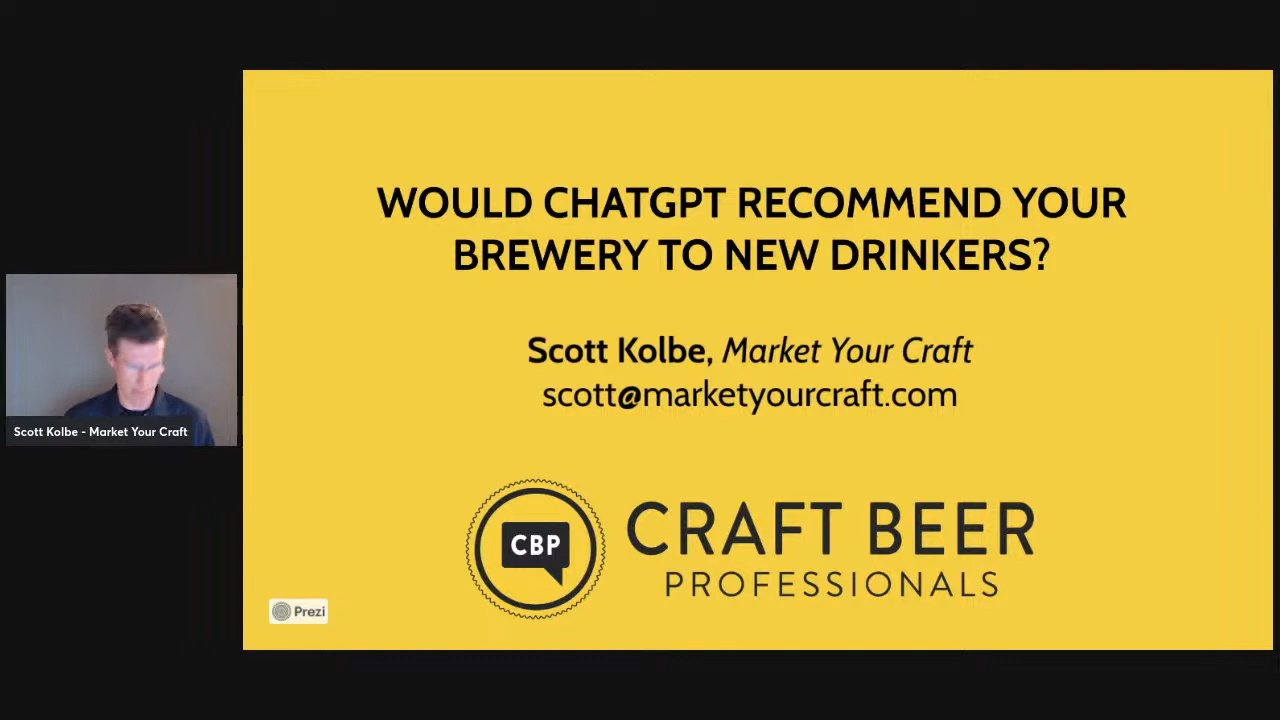 WOULD CHATGPT RECOMMEND YOUR
BREWERY TO NEW DRINKERS?
Scott Kolbe, Market Your Craft
scott@marketyourcraft.com
Scott Kolbe - Market Your Craft
CBP
CRAFT BEER
PROFESSIONALS
Prezi